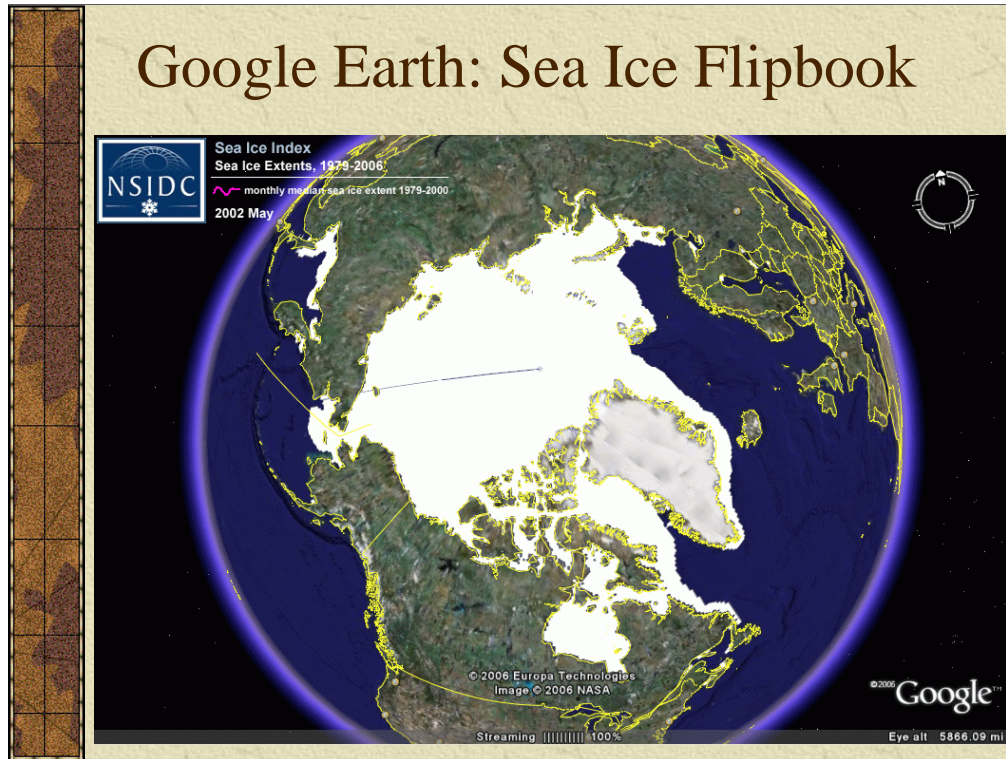 Google Earth: Sea Ice Flipbook
NSIDC
Sea Ice Index
Sea Ice Extents, 1979-2006
monthly median sea ice extent 1979-2000
2002 May
N
© 2006 Europa Technologies
Image © 2006 NASA
©2006 Google™
Streaming ||||||||| 100%
Eye alt 5866.09 mi